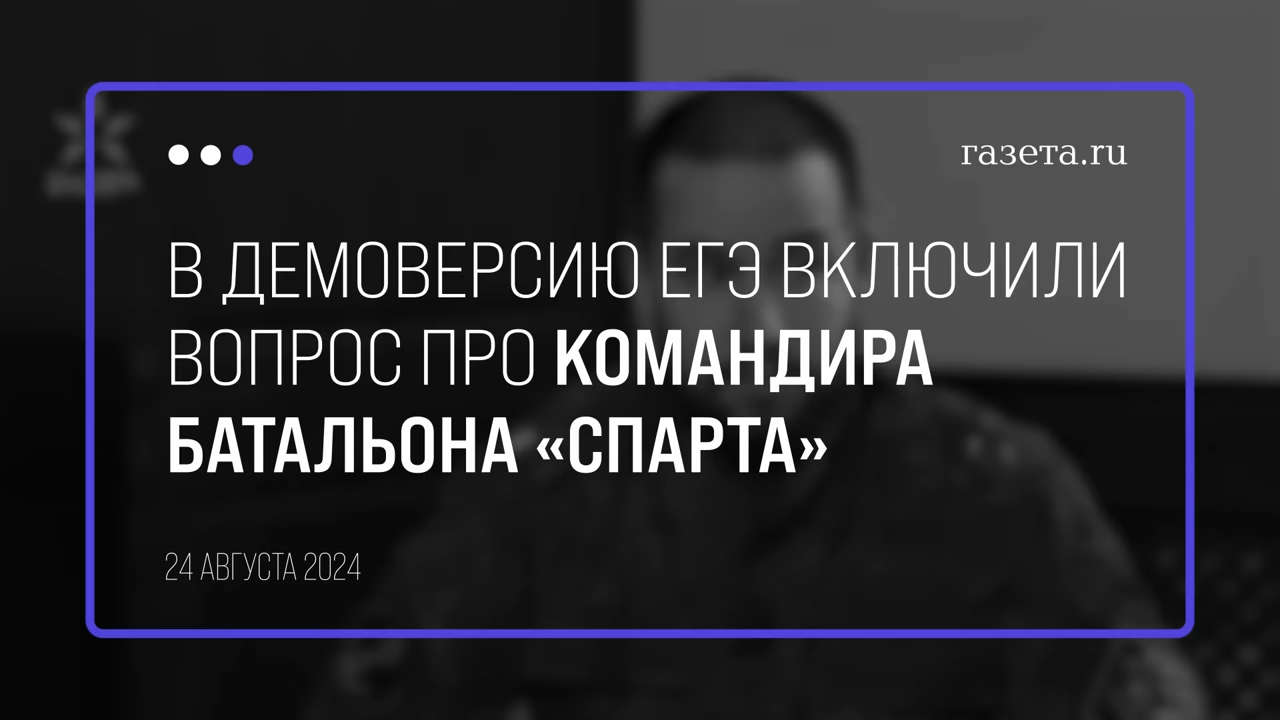 газета.ru
В ДЕМОВЕРСИЮ ЕГЭ ВКЛЮЧИЛИ
ВОПРОС ПРО КОМАНДИРА
БАТАЛЬОНА «СПАРТА»
24 АВГУСТА 2024